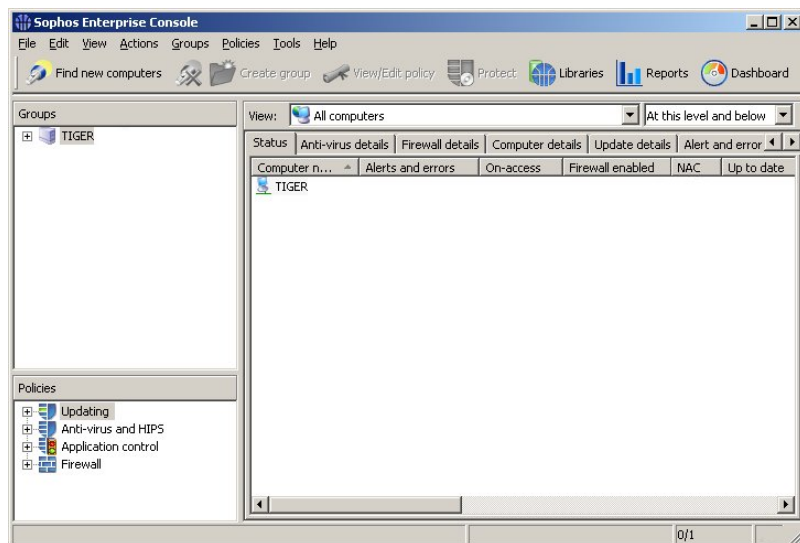 Sophos Enterprise Console
File Edit View Actions Groups Policies Tools Help
Find new computers Create group View/Edit policy Protect Libraries Reports Dashboard
Groups
TIGER
View: All computers At this level and below
Status Anti-virus details Firewall details Computer details Update details Alert and error
Computer n... Alerts and errors On-access Firewall enabled NAC Up to date
TIGER
Policies
Updating
Anti-virus and HIPS
Application control
Firewall
0/1